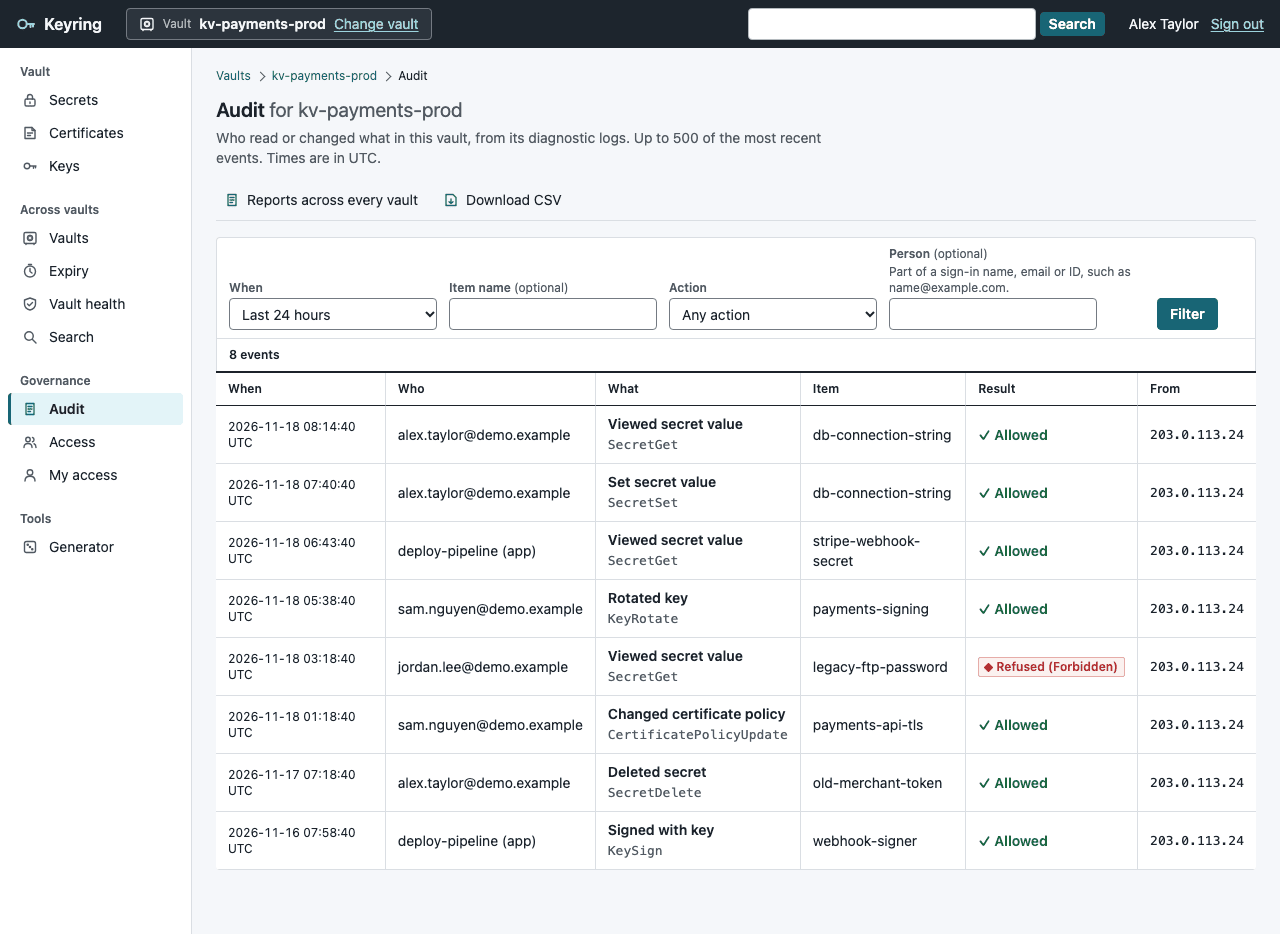 Keyring
Vault kv-payments-prod Change vault
Search
Alex Taylor Sign out
Vault
Secrets
Certificates
Keys
Across vaults
Vaults
Expiry
Vault health
Search
Governance
Audit
Access
My access
Tools
Generator
Vaults kv-payments-prod Audit
Audit for kv-payments-prod
Who read or changed what in this vault, from its diagnostic logs. Up to 500 of the most recent
events. Times are in UTC.
Reports across every vault Download CSV
When
Last 24 hours
Item name (optional)
Action
Any action
Person (optional)
Part of a sign-in name, email or ID, such as
name@example.com.
Filter
8 events
When Who What Item Result From
2026-11-18 08:14:40
UTC
alex.taylor@demo.example
Viewed secret value
SecretGet
db-connection-string
Allowed
203.0.113.24
2026-11-18 07:40:40
UTC
alex.taylor@demo.example
Set secret value
SecretSet
db-connection-string
Allowed
203.0.113.24
2026-11-18 06:43:40
UTC
deploy-pipeline (app)
Viewed secret value
SecretGet
stripe-webhook-
secret
Allowed
203.0.113.24
2026-11-18 05:38:40
UTC
sam.nguyen@demo.example
Rotated key
KeyRotate
payments-signing
Allowed
203.0.113.24
2026-11-18 03:18:40
UTC
jordan.lee@demo.example
Viewed secret value
SecretGet
legacy-ftp-password
Refused (Forbidden)
203.0.113.24
2026-11-18 01:18:40
UTC
sam.nguyen@demo.example
Changed certificate policy
CertificatePolicyUpdate
payments-api-tls
Allowed
203.0.113.24
2026-11-17 07:18:40
UTC
alex.taylor@demo.example
Deleted secret
SecretDelete
old-merchant-token
Allowed
203.0.113.24
2026-11-16 07:58:40
UTC
deploy-pipeline (app)
Signed with key
KeySign
webhook-signer
Allowed
203.0.113.24